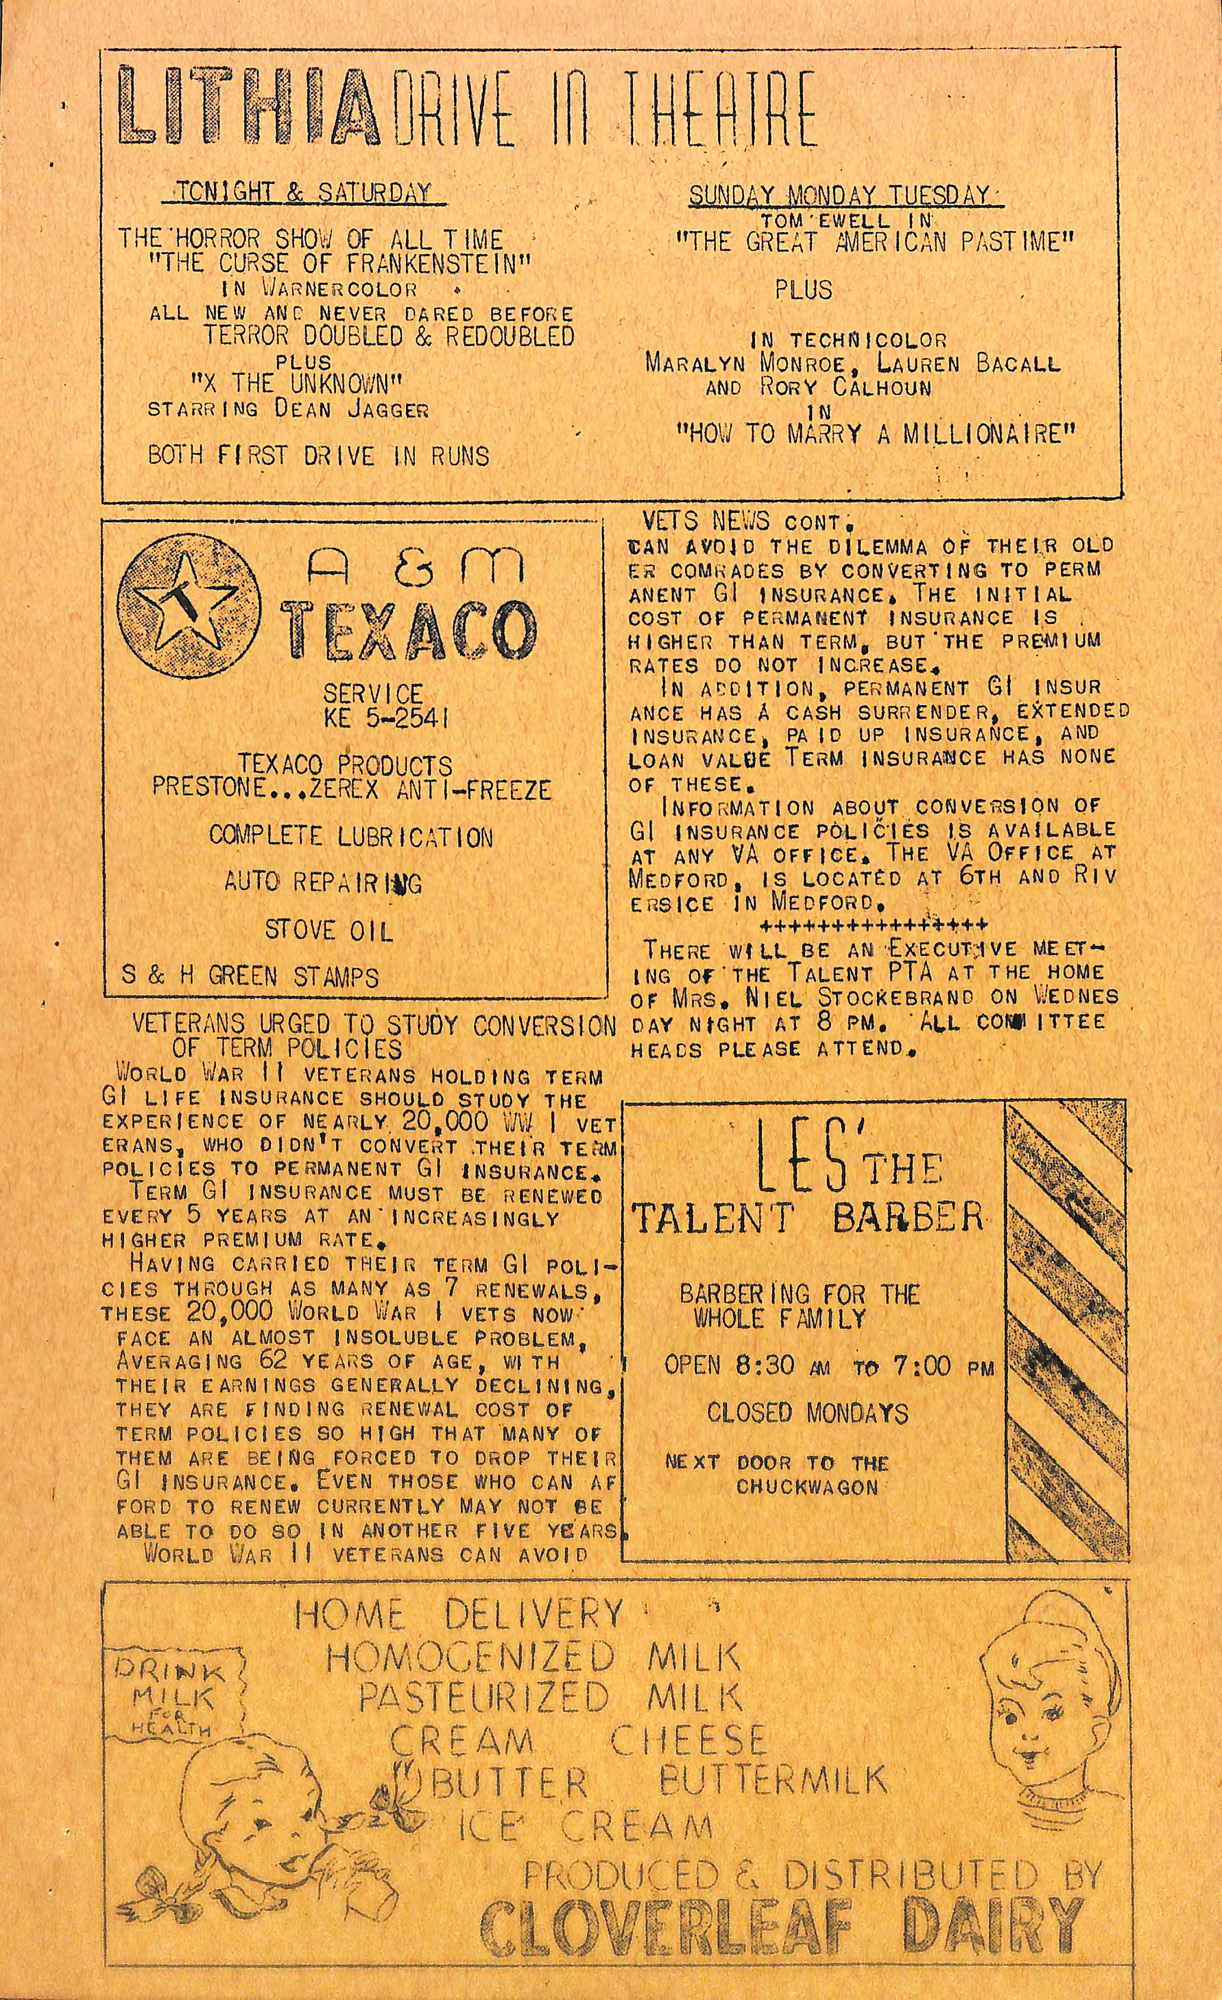 LITHIA DRIVE IN THEATRE
TONIGHT & SATURDAY
THE HORROR SHOW OF ALL TIME
"THE CURSE OF FRANKENSTEIN"
IN WARNERCOLOR
ALL NEW AND NEVER DARED BEFORE
TERROR DOUBLED & REDOUBLED
PLUS
"X THE UNKNOWN"
STARRING DEAN JAGGER
BOTH FIRST DRIVE IN RUNS
SUNDAY MONDAY TUESDAY
TOM EWELL IN
"THE GREAT AMERICAN PASTIME"
PLUS
IN TECHNICOLOR
MARALYN MONROE, LAUREN BACALL
AND RORY CALHOUN
IN
"HOW TO MARRY A MILLIONAIRE"
A & M
TEXACO
SERVICE
KE 5-2541
TEXACO PRODUCTS
PRESTONE...ZEREX ANTI-FREEZE
COMPLETE LUBRICATION
AUTO REPAIRING
STOVE OIL
S & H GREEN STAMPS
VETERANS URGED TO STUDY CONVERSION
OF TERM POLICIES
WORLD WAR II VETERANS HOLDING TERM
GI LIFE INSURANCE SHOULD STUDY THE
EXPERIENCE OF NEARLY 20,000 WW I VET
ERANS, WHO DIDN'T CONVERT THEIR TERM
POLICIES TO PERMANENT GI INSURANCE.
TERM GI INSURANCE MUST BE RENEWED
EVERY 5 YEARS AT AN INCREASINGLY
HIGHER PREMIUM RATE.
HAVING CARRIED THEIR TERM GI POLI-
CIES THROUGH AS MANY AS 7 RENEWALS,
THESE 20,000 WORLD WAR I VETS NOW
FACE AN ALMOST INSOLUBLE PROBLEM,
AVERAGING 62 YEARS OF AGE, WITH
THEIR EARNINGS GENERALLY DECLINING,
THEY ARE FINDING RENEWAL COST OF
TERM POLICIES SO HIGH THAT MANY OF
THEM ARE BEING FORCED TO DROP THEIR
GI INSURANCE. EVEN THOSE WHO CAN AF
FORD TO RENEW CURRENTLY MAY NOT BE
ABLE TO DO SO IN ANOTHER FIVE YEARS.
WORLD WAR II VETERANS CAN AVOID
VETS NEWS CONT.
CAN AVOID THE DILEMMA OF THEIR OLD
ER COMRADES BY CONVERTING TO PERM
ANENT GI INSURANCE. THE INITIAL
COST OF PERMANENT INSURANCE IS
HIGHER THAN TERM, BUT THE PREMIUM
RATES DO NOT INCREASE.
IN ADDITION, PERMANENT GI INSUR
ANCE HAS A CASH SURRENDER, EXTENDED
INSURANCE, PAID UP INSURANCE, AND
LOAN VALUE TERM INSURANCE HAS NONE
OF THESE.
INFORMATION ABOUT CONVERSION OF
GI INSURANCE POLICIES IS AVAILABLE
AT ANY VA OFFICE. THE VA OFFICE AT
MEDFORD, IS LOCATED AT 6TH AND RIV
ERSICE IN MEDFORD.
++++++++++++++++
THERE WILL BE AN EXECUTIVE MEET-
ING OF THE TALENT PTA AT THE HOME
OF MRS. NIEL STOCKEBRAND ON WEDNES
DAY NIGHT AT 8 PM. ALL COMMITTEE
HEADS PLEASE ATTEND.
LES' THE
TALENT BARBER
BARBERING FOR THE
WHOLE FAMILY
OPEN 8:30 AM TO 7:00 PM
CLOSED MONDAYS
NEXT DOOR TO THE
CHUCKWAGON
HOME DELIVERY
HOMOGENIZED MILK
PASTEURIZED MILK
CREAM CHEESE
BUTTER BUTTERMILK
ICE CREAM
DRINK
MILK
FOR
HEALTH
PRODUCED & DISTRIBUTED BY
CLOVERLEAF DAIRY